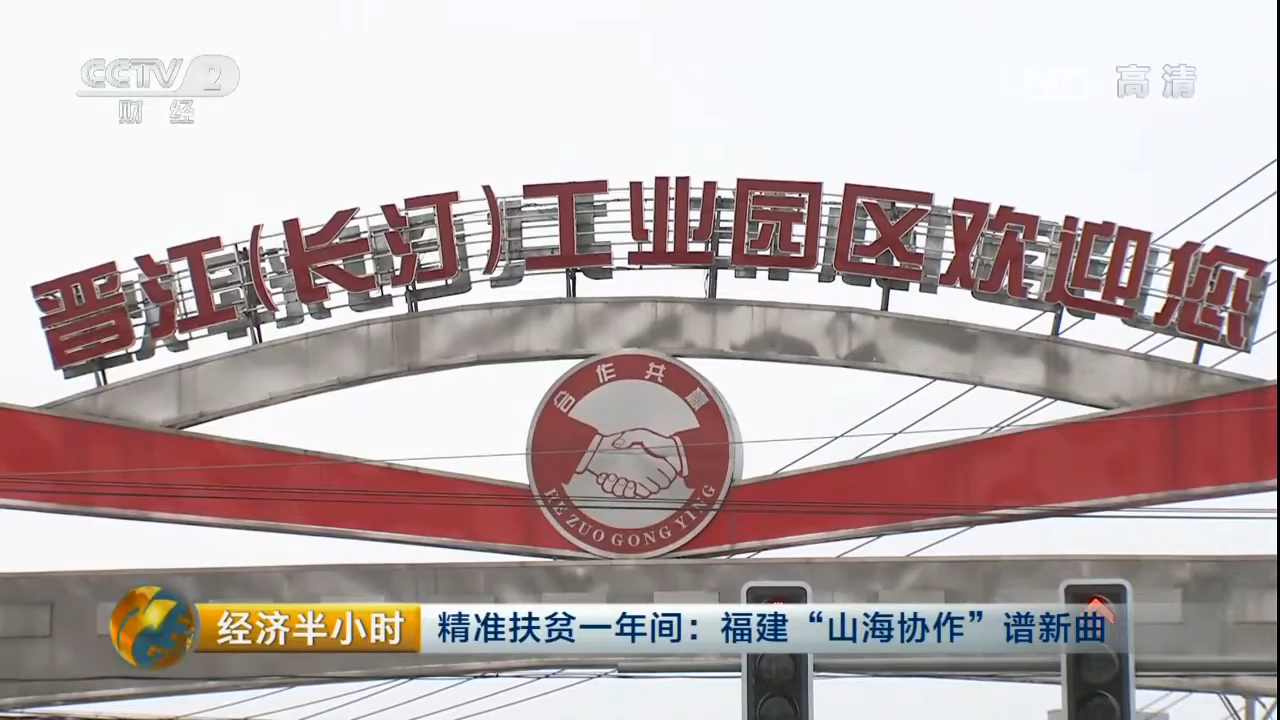 CCTV 2
财经
高清
晋江(长汀)工业园区欢迎您
合作共赢
HE ZUO GONG YING
经济半小时
精准扶贫一年间：福建“山海协作”谱新曲